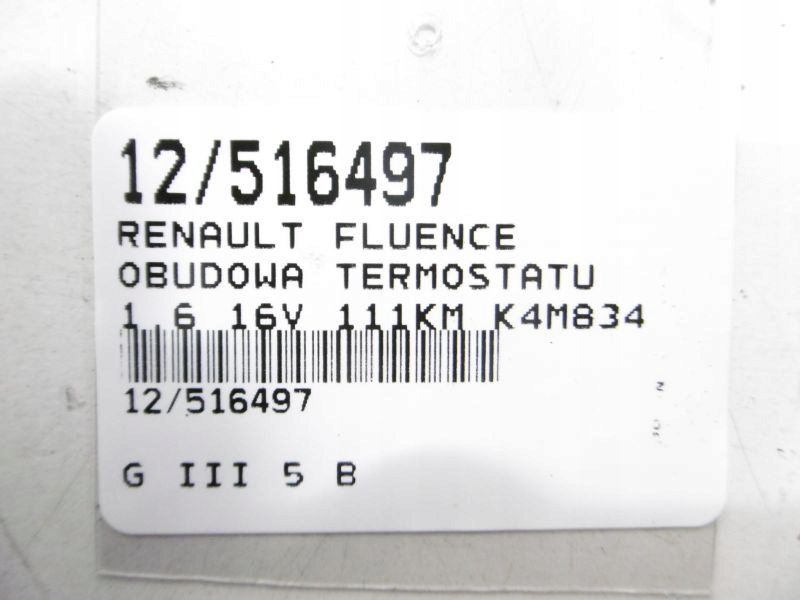 12/516497
RENAULT FLUENCE
OBUDOWA TERMOSTATU
1.6 16V 111KM K4M834
12/516497
G III 5 B